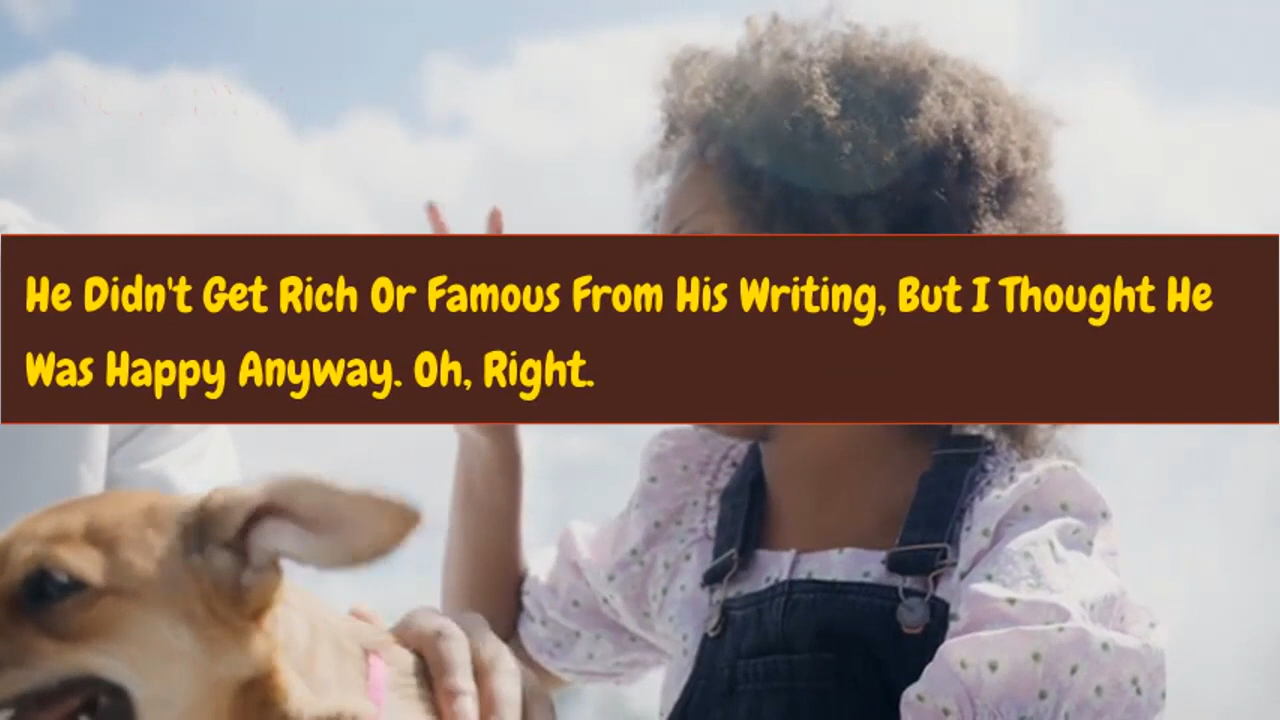 He Didn't Get Rich Or Famous From His Writing, But I Thought He
Was Happy Anyway. Oh, Right.